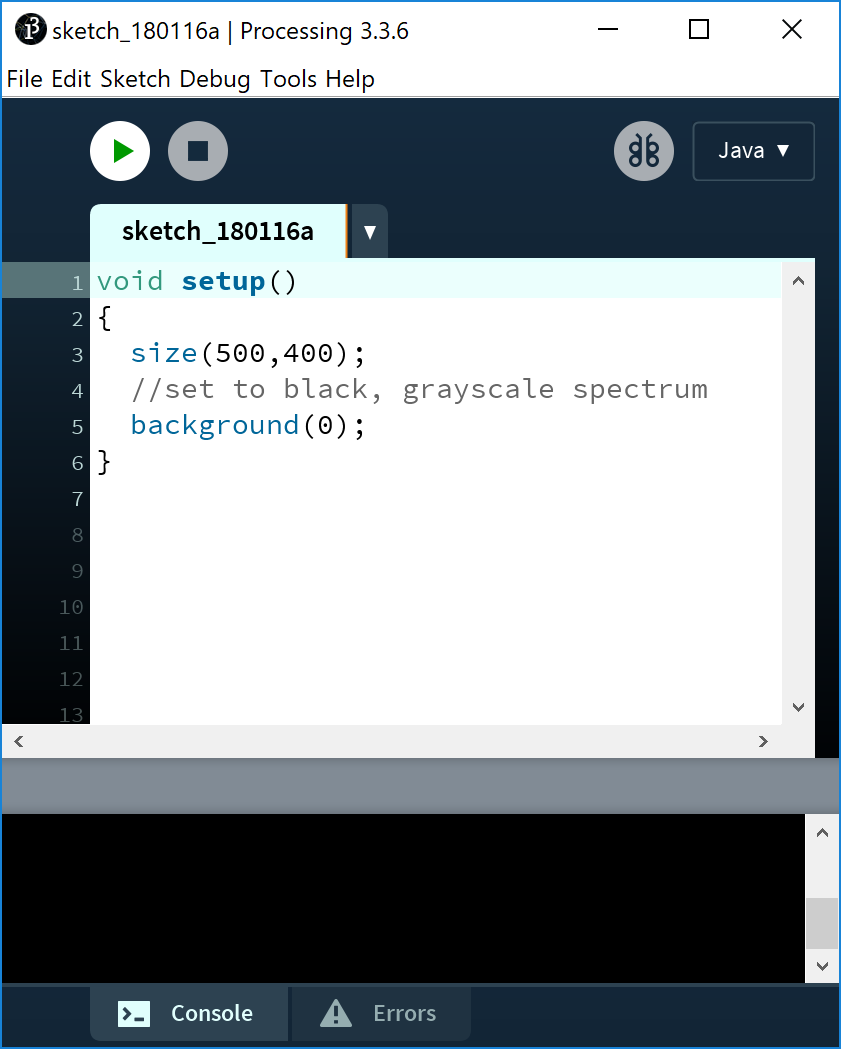 sketch_180116a | Processing 3.3.6
File Edit Sketch Debug Tools Help
Java ▼
sketch_180116a ▼
1 void setup()
2 {
3   size(500,400);
4   //set to black, grayscale spectrum
5   background(0);
6 }
7
8
9
10
11
12
13
Console Errors